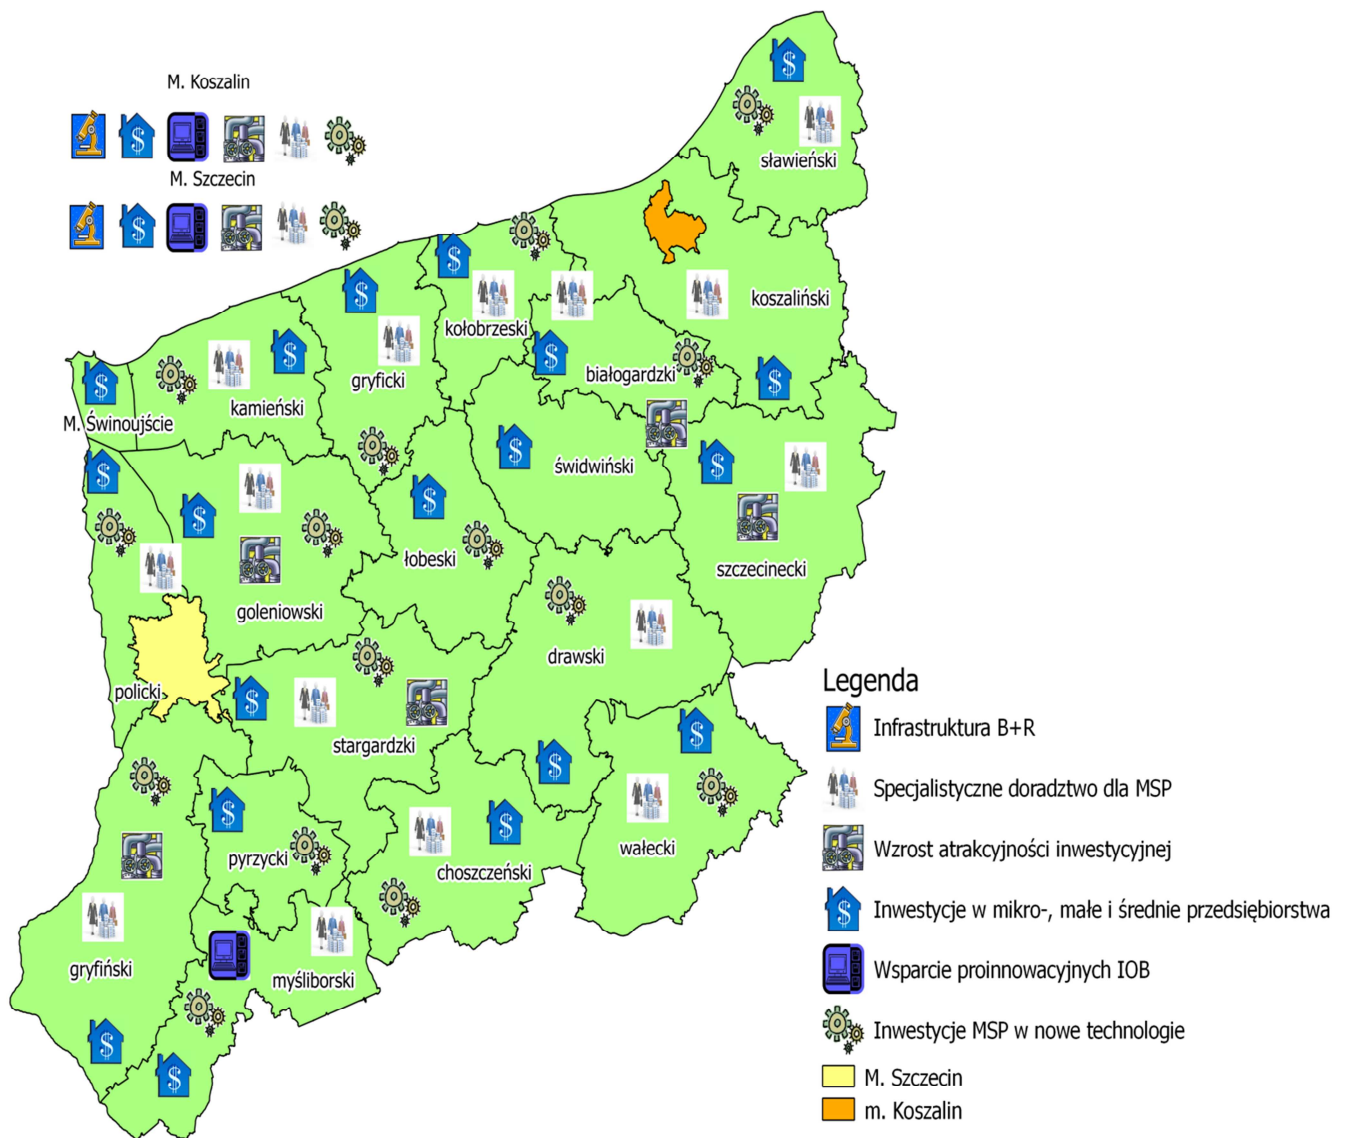 M. Koszalin
M. Szczecin
sławieński
koszaliński
kołobrzeski
białogardzki
gryficki
kamieński
M. Świnoujście
świdwiński
łobeski
szczecinecki
goleniowski
drawski
policki
stargardzki
wałecki
pyrzycki
choszczeński
gryfiński
myśliborski
Legenda
Infrastruktura B+R
Specjalistyczne doradztwo dla MSP
Wzrost atrakcyjności inwestycyjnej
Inwestycje w mikro-, małe i średnie przedsiębiorstwa
Wsparcie proinnowacyjnych IOB
Inwestycje MSP w nowe technologie
M. Szczecin
m. Koszalin